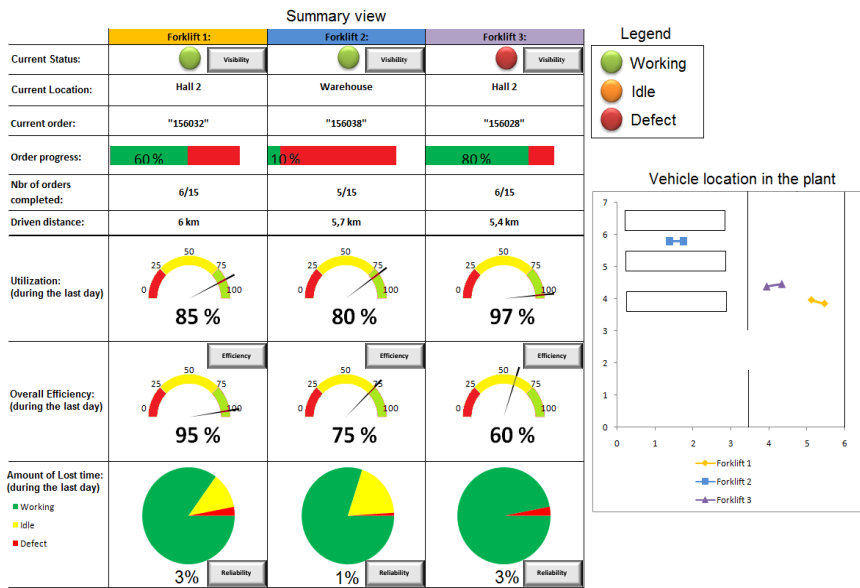 Summary view
Forklift 1: Forklift 2: Forklift 3:
Current Status: Visibility Visibility Visibility
Current Location: Hall 2 Warehouse Hall 2
Current order: "156032" "156038" "156028"
Order progress: 60 % 10 % 80 %
Nbr of orders
completed: 6/15 5/15 6/15
Driven distance: 6 km 5,7 km 5,4 km
Utilization:
(during the last day)
0 25 50 75 100 0 25 50 75 100 0 25 50 75 100
85 % 80 % 97 %
Efficiency Efficiency
Overall Efficiency:
(during the last day)
0 25 50 75 100 0 25 50 75 100 0 25 50 75 100
95 % 75 % 60 %
Amount of Lost time:
(during the last day)
Working
Idle
Defect
3% Reliability 1% Reliability 3% Reliability
Legend
Working
Idle
Defect
Vehicle location in the plant
7
6
5
4
3
2
1
0
0 1 2 3 4 5 6
Forklift 1
Forklift 2
Forklift 3